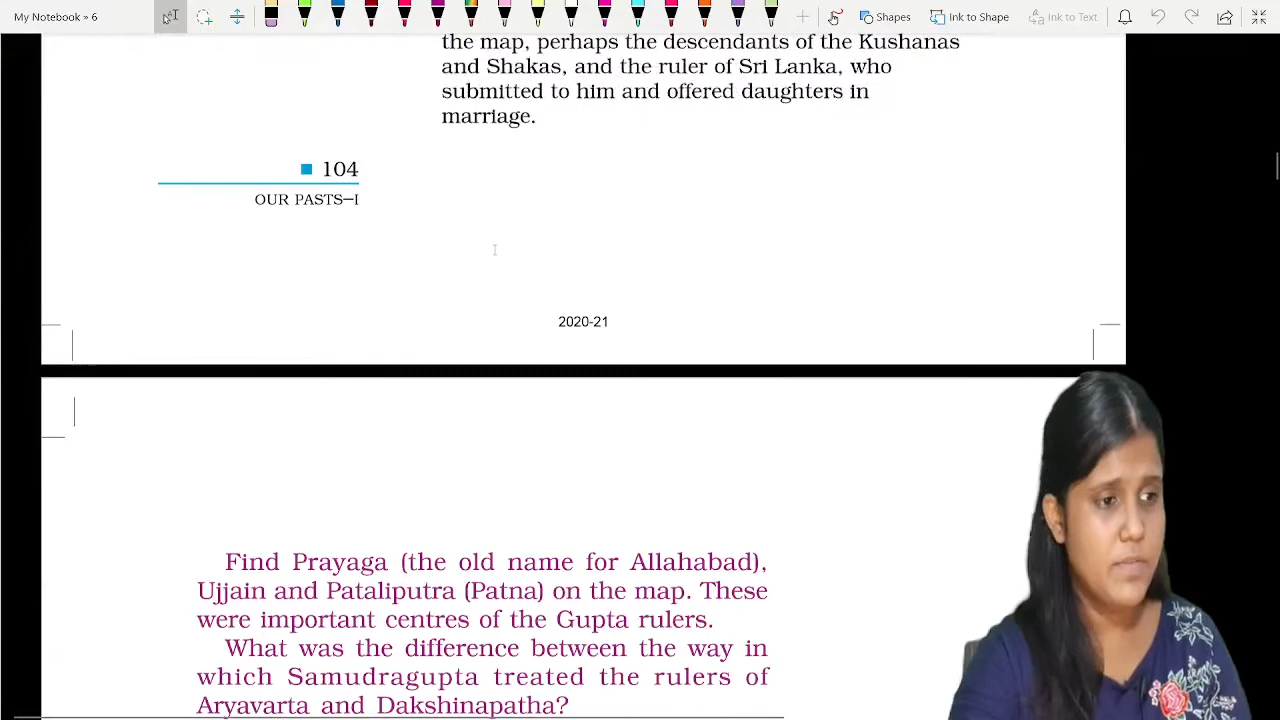 My Notebook » 6
Shapes
Ink to Shape
Ink to Text
the map, perhaps the descendants of the Kushanas
and Shakas, and the ruler of Sri Lanka, who
submitted to him and offered daughters in
marriage.
104
OUR PASTS–I
2020-21
Find Prayaga (the old name for Allahabad),
Ujjain and Pataliputra (Patna) on the map. These
were important centres of the Gupta rulers.
What was the difference between the way in
which Samudragupta treated the rulers of
Aryavarta and Dakshinapatha?